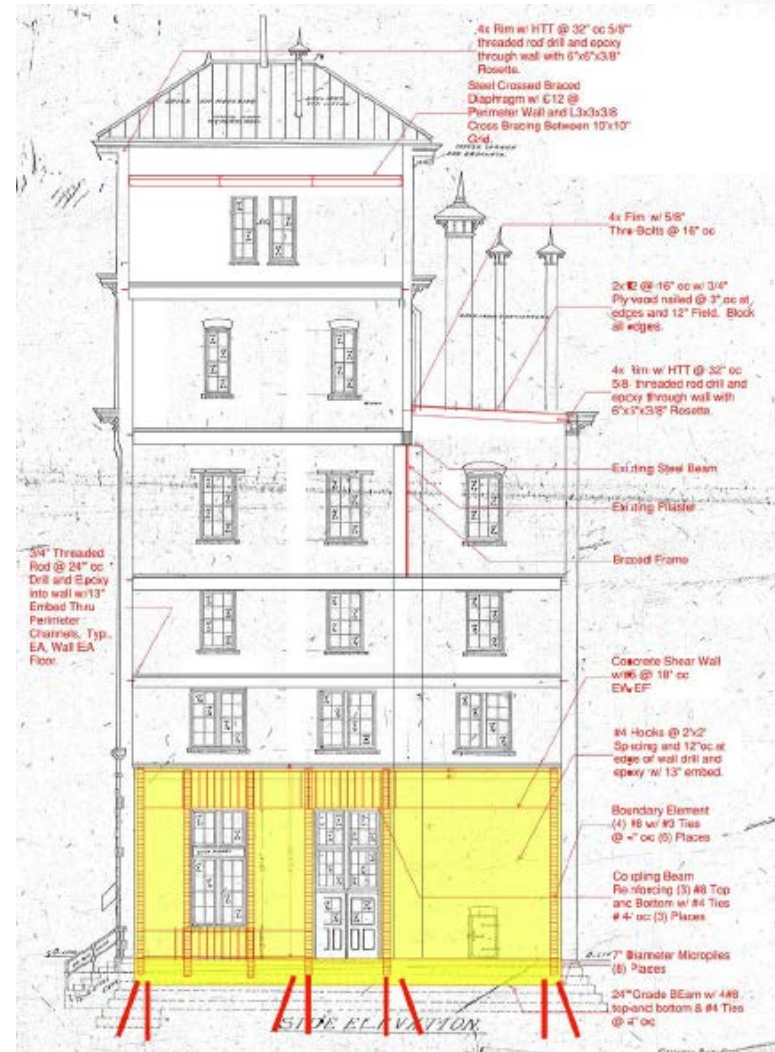 4x Rim w/ HTT @ 32" oc 5/8"
threaded rod drill and epoxy
through wall with 6"x6"x3/8"
Rosette.
Steel Crossed Braced
Diaphragm w/ C12 @
Perimeter Wall and L3x3x3/8
Cross Bracing Between 10'x10'
Grid.
4x Rim w/ 5/8"
Thru-Bolts @ 16" oc
2x12 @ 16" oc w/ 3/4"
Plywood nailed @ 3" oc at
edges and 12" Field. Block
all edges.
4x Rim w/ HTT @ 32" oc
5/8 threaded rod drill and
epoxy through wall with
6"x6"x3/8" Rosette.
Existing Steel Beam
Existing Pilaster
Braced Frame
3/4" Threaded
Rod @ 24" oc
Drill and Epoxy
into wall w/ 13"
Embed Thru
Perimeter
Channels, Typ.
EA, Wall EA
Floor.
Concrete Shear Wall
w/ @ 18" oc
EW EF
#4 Hooks @ 2'x2'
Spacing and 12"oc at
edge of wall drill and
epoxy w/ 13" embed.
Boundary Element
(4) #8 w/ #3 Ties
@ 4" oc (6) Places
Coupling Beam
Reinforcing (3) #8 Top
and Bottom w/ #4 Ties
# 4/ oc (3) Places
7" Diameter Micropiles
(8) Places
24" Grade BEam w/ 4#8
top and bottom & #4 Ties
@ 4" oc
SIDE ELEVATION.